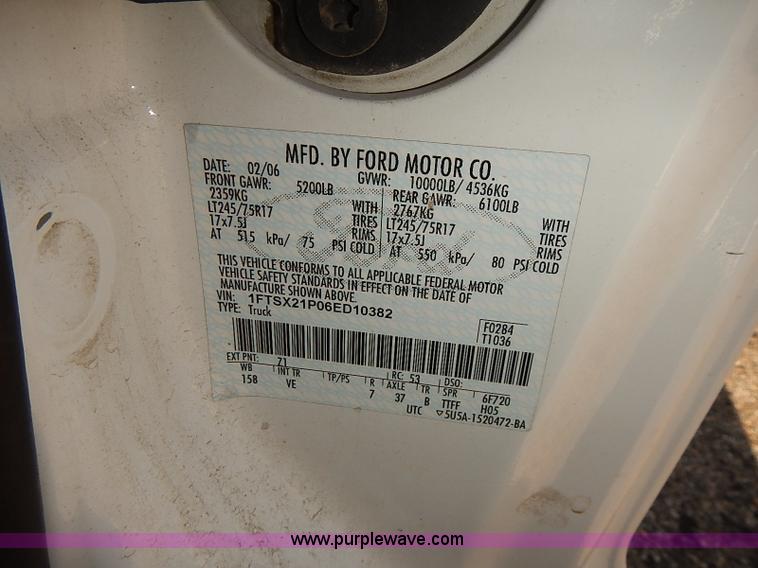 MFD. BY FORD MOTOR CO.
DATE: 02/06 GVWR: 10000LB/ 4536KG
FRONT GAWR: 5200LB REAR GAWR: 6100LB
2359KG WITH 2767KG WITH
LT245/75R17 TIRES LT245/75R17 TIRES
17x7.5J RIMS 17x7.5J RIMS
AT 515 kPa/ 75 PSI COLD AT 550 kPa/ 80 PSI COLD
THIS VEHICLE CONFORMS TO ALL APPLICABLE FEDERAL MOTOR
VEHICLE SAFETY STANDARDS IN EFFECT ON THE DATE OF
MANUFACTURE SHOWN ABOVE.
VIN: 1FTSX21P06ED10382 F0284
TYPE: Truck T1036
EXT PNT: Z1 RC: 53 DSO:
WB INT TR TP/PS R AXLE TR SPR 6F720
158 VE 7 37 B TTFF H05
UTC ▽5U5A-1520472-BA
www.purplewave.com